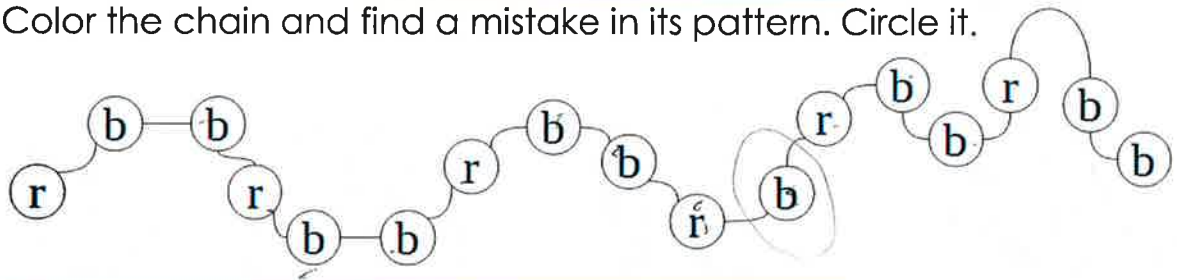 Color the chain and find a mistake in its pattern. Circle it.
r b b r b b r b b r b r b b r b b